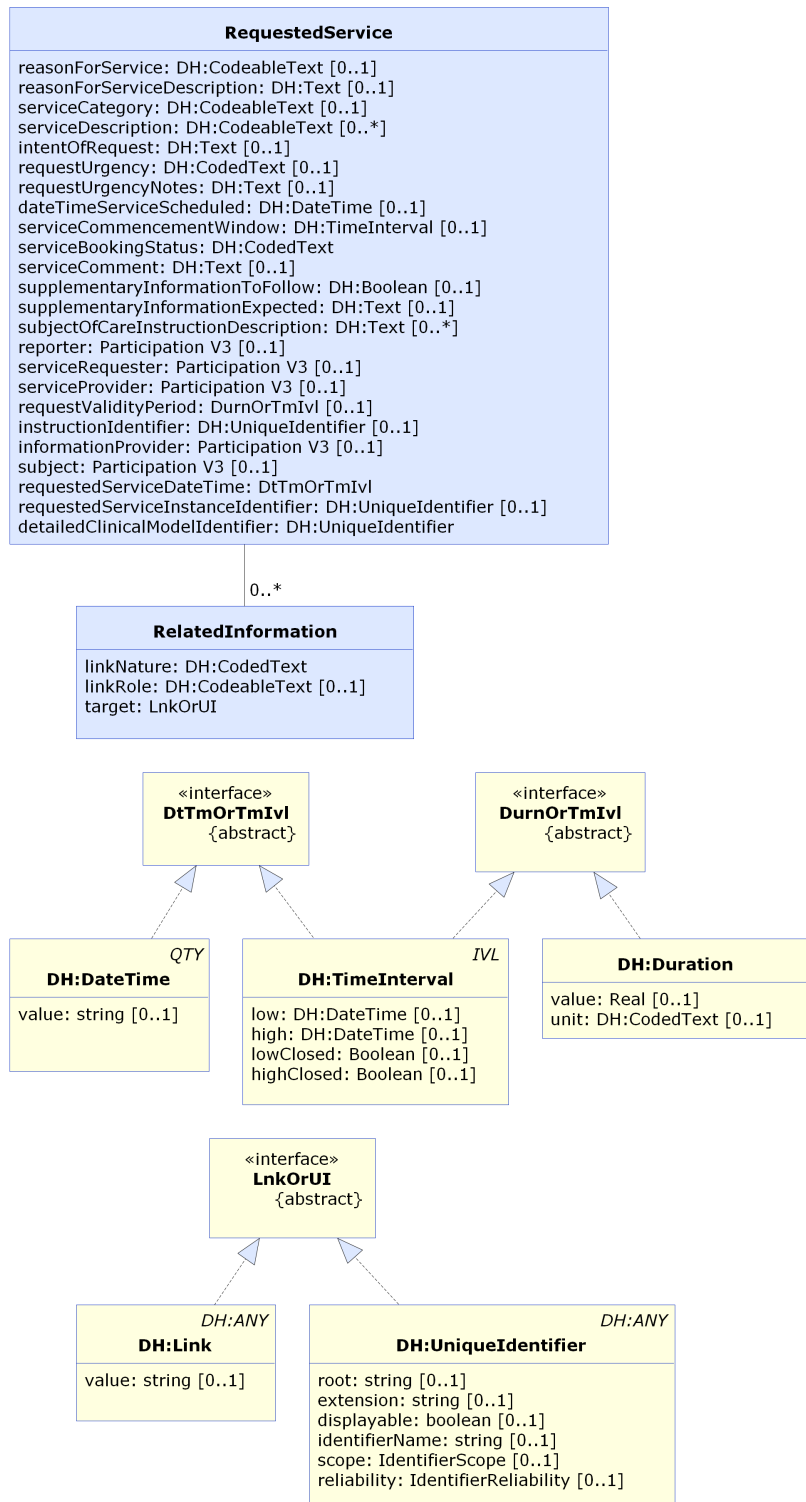 RequestedService
reasonForService: DH:CodeableText [0..1]
reasonForServiceDescription: DH:Text [0..1]
serviceCategory: DH:CodeableText [0..1]
serviceDescription: DH:CodeableText [0..*]
intentOfRequest: DH:Text [0..1]
requestUrgency: DH:CodedText [0..1]
requestUrgencyNotes: DH:Text [0..1]
dateTimeServiceScheduled: DH:DateTime [0..1]
serviceCommencementWindow: DH:TimeInterval [0..1]
serviceBookingStatus: DH:CodedText
serviceComment: DH:Text [0..1]
supplementaryInformationToFollow: DH:Boolean [0..1]
supplementaryInformationExpected: DH:Text [0..1]
subjectOfCareInstructionDescription: DH:Text [0..*]
reporter: Participation V3 [0..1]
serviceRequester: Participation V3 [0..1]
serviceProvider: Participation V3 [0..1]
requestValidityPeriod: DurnOrTmIvl [0..1]
instructionIdentifier: DH:UniqueIdentifier [0..1]
informationProvider: Participation V3 [0..1]
subject: Participation V3 [0..1]
requestedServiceDateTime: DtTmOrTmIvl
requestedServiceInstanceIdentifier: DH:UniqueIdentifier [0..1]
detailedClinicalModelIdentifier: DH:UniqueIdentifier
0..*
RelatedInformation
linkNature: DH:CodedText
linkRole: DH:CodeableText [0..1]
target: LnkOrUI
«interface»
DtTmOrTmIvl
{abstract}
«interface»
DurnOrTmIvl
{abstract}
QTY
DH:DateTime
value: string [0..1]
IVL
DH:TimeInterval
low: DH:DateTime [0..1]
high: DH:DateTime [0..1]
lowClosed: Boolean [0..1]
highClosed: Boolean [0..1]
DH:Duration
value: Real [0..1]
unit: DH:CodedText [0..1]
«interface»
LnkOrUI
{abstract}
DH:ANY
DH:Link
value: string [0..1]
DH:ANY
DH:UniqueIdentifier
root: string [0..1]
extension: string [0..1]
displayable: boolean [0..1]
identifierName: string [0..1]
scope: IdentifierScope [0..1]
reliability: IdentifierReliability [0..1]